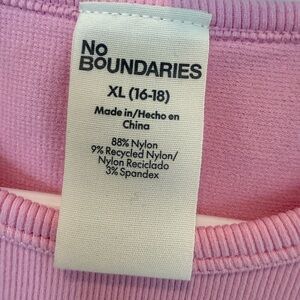 No
BOUNDARIES
XL (16-18)
Made in/Hecho en
China
88% Nylon
9% Recycled Nylon/
Nylon Reciclado
3% Spandex